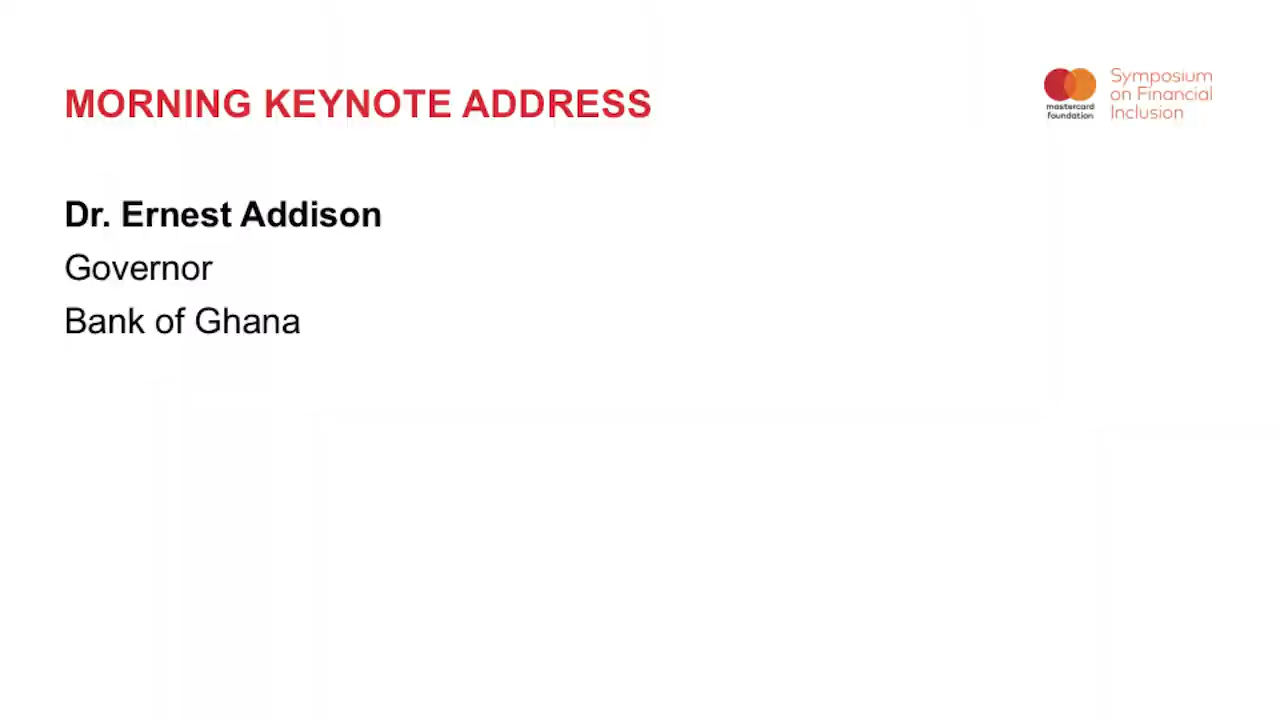 MORNING KEYNOTE ADDRESS
mastercard
foundation
Symposium
on Financial
Inclusion
Dr. Ernest Addison
Governor
Bank of Ghana